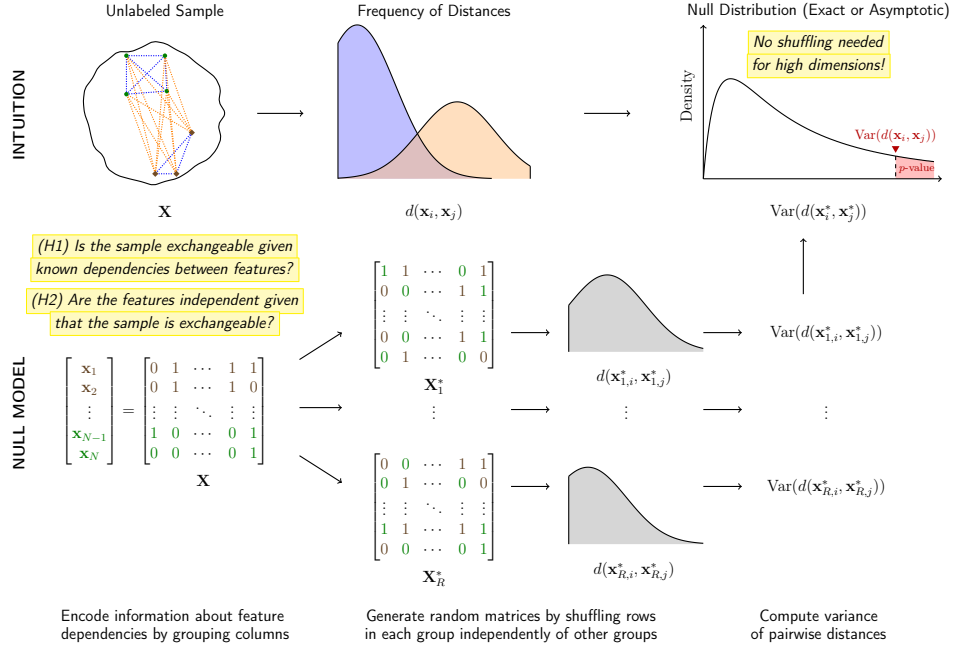 Unlabeled Sample
Frequency of Distances
Null Distribution (Exact or Asymptotic)
INTUITION
No shuffling needed
for high dimensions!
Density
Var(d(𝐱ᵢ, 𝐱ⱼ))
p-value
𝐗
d(𝐱ᵢ, 𝐱ⱼ)
Var(d(𝐱ᵢ*, 𝐱ⱼ*))
(H1) Is the sample exchangeable given
known dependencies between features?
(H2) Are the features independent given
that the sample is exchangeable?
NULL MODEL
𝐱₁
𝐱₂
⋮
𝐱_{N−1}
𝐱_N
=
0 1 ⋯ 1 1
0 1 ⋯ 1 0
⋮ ⋮ ⋱ ⋮ ⋮
1 0 ⋯ 0 1
0 0 ⋯ 0 1
𝐗
1 1 ⋯ 0 1
0 0 ⋯ 1 1
⋮ ⋮ ⋱ ⋮ ⋮
0 0 ⋯ 1 1
0 1 ⋯ 0 0
𝐗₁*
d(𝐱*_{1,i}, 𝐱*_{1,j})
Var(d(𝐱*_{1,i}, 𝐱*_{1,j}))
⋮ ⋮ ⋮
0 0 ⋯ 1 1
0 1 ⋯ 0 0
⋮ ⋮ ⋱ ⋮ ⋮
1 1 ⋯ 1 1
0 0 ⋯ 0 1
𝐗*_R
d(𝐱*_{R,i}, 𝐱*_{R,j})
Var(d(𝐱*_{R,i}, 𝐱*_{R,j}))
Encode information about feature
dependencies by grouping columns
Generate random matrices by shuffling rows
in each group independently of other groups
Compute variance
of pairwise distances